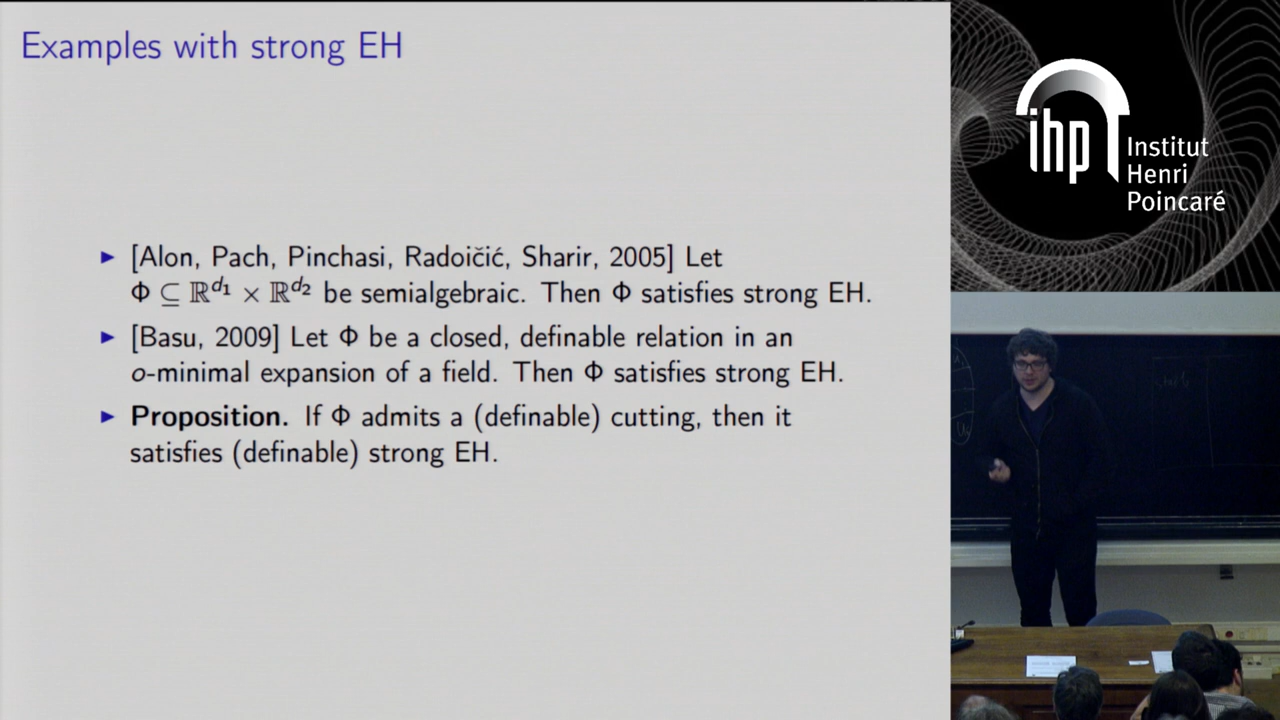 Examples with strong EH
► [Alon, Pach, Pinchasi, Radoičić, Sharir, 2005] Let
Φ ⊆ ℝ^{d₁} × ℝ^{d₂} be semialgebraic. Then Φ satisfies strong EH.
► [Basu, 2009] Let Φ be a closed, definable relation in an
o-minimal expansion of a field. Then Φ satisfies strong EH.
► Proposition. If Φ admits a (definable) cutting, then it
satisfies (definable) strong EH.
ihp
Institut
Henri
Poincaré